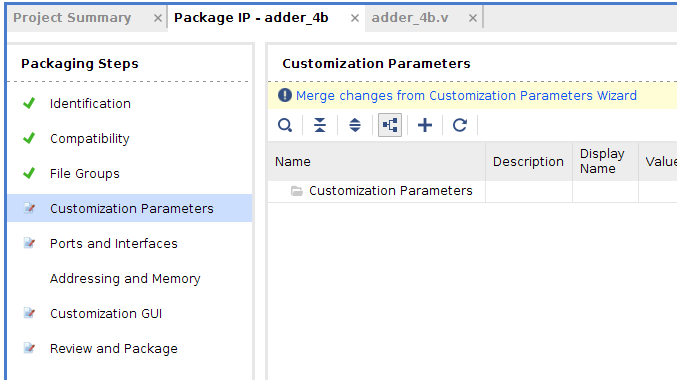 Project Summary
Package IP - adder_4b
adder_4b.v
Packaging Steps
Identification
Compatibility
File Groups
Customization Parameters
Ports and Interfaces
Addressing and Memory
Customization GUI
Review and Package
Customization Parameters
Merge changes from Customization Parameters Wizard
Name
Description
Display
Name
Value
Customization Parameters